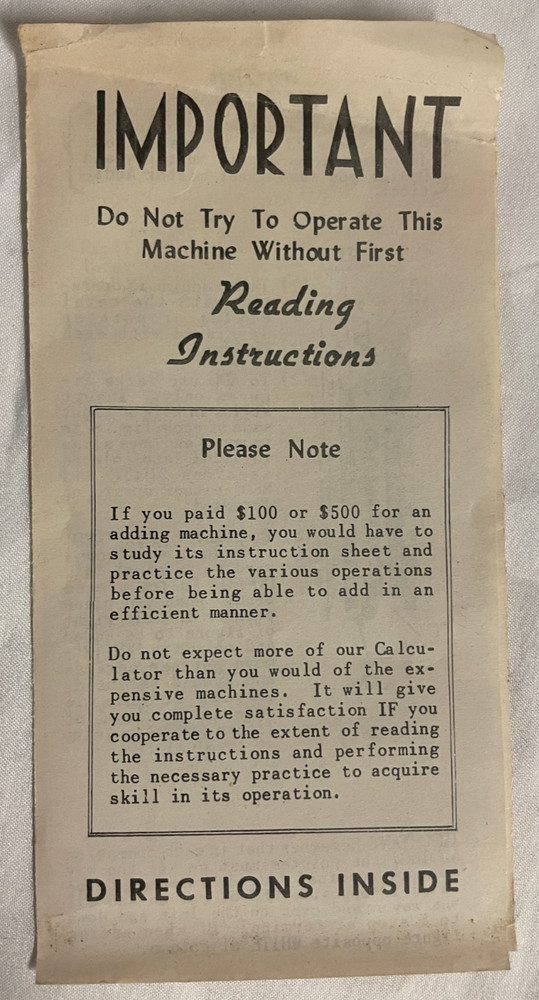 IMPORTANT
Do Not Try To Operate This
Machine Without First
Reading
Instructions
Please Note
If you paid $100 or $500 for an
adding machine, you would have to
study its instruction sheet and
practice the various operations
before being able to add in an
efficient manner.
Do not expect more of our Calcu-
lator than you would of the ex-
pensive machines. It will give
you complete satisfaction IF you
cooperate to the extent of reading
the instructions and performing
the necessary practice to acquire
skill in its operation.
DIRECTIONS INSIDE